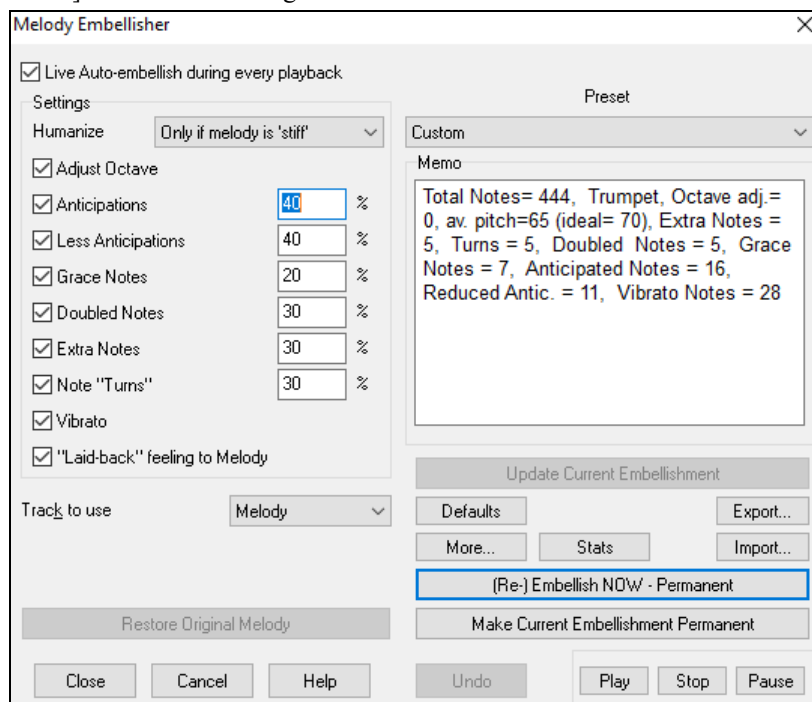 Melody Embellisher
Live Auto-embellish during every playback
Settings
Humanize Only if melody is 'stiff'
Adjust Octave
Anticipations 40 %
Less Anticipations 40 %
Grace Notes 20 %
Doubled Notes 30 %
Extra Notes 30 %
Note "Turns" 30 %
Vibrato
"Laid-back" feeling to Melody
Track to use Melody
Restore Original Melody
Close Cancel Help
Preset
Custom
Memo
Total Notes= 444, Trumpet, Octave adj.=
0, av. pitch=65 (ideal= 70), Extra Notes =
5, Turns = 5, Doubled Notes = 5, Grace
Notes = 7, Anticipated Notes = 16,
Reduced Antic. = 11, Vibrato Notes = 28
Update Current Embellishment
Defaults Export...
More... Stats Import...
(Re-) Embellish NOW - Permanent
Make Current Embellishment Permanent
Undo Play Stop Pause